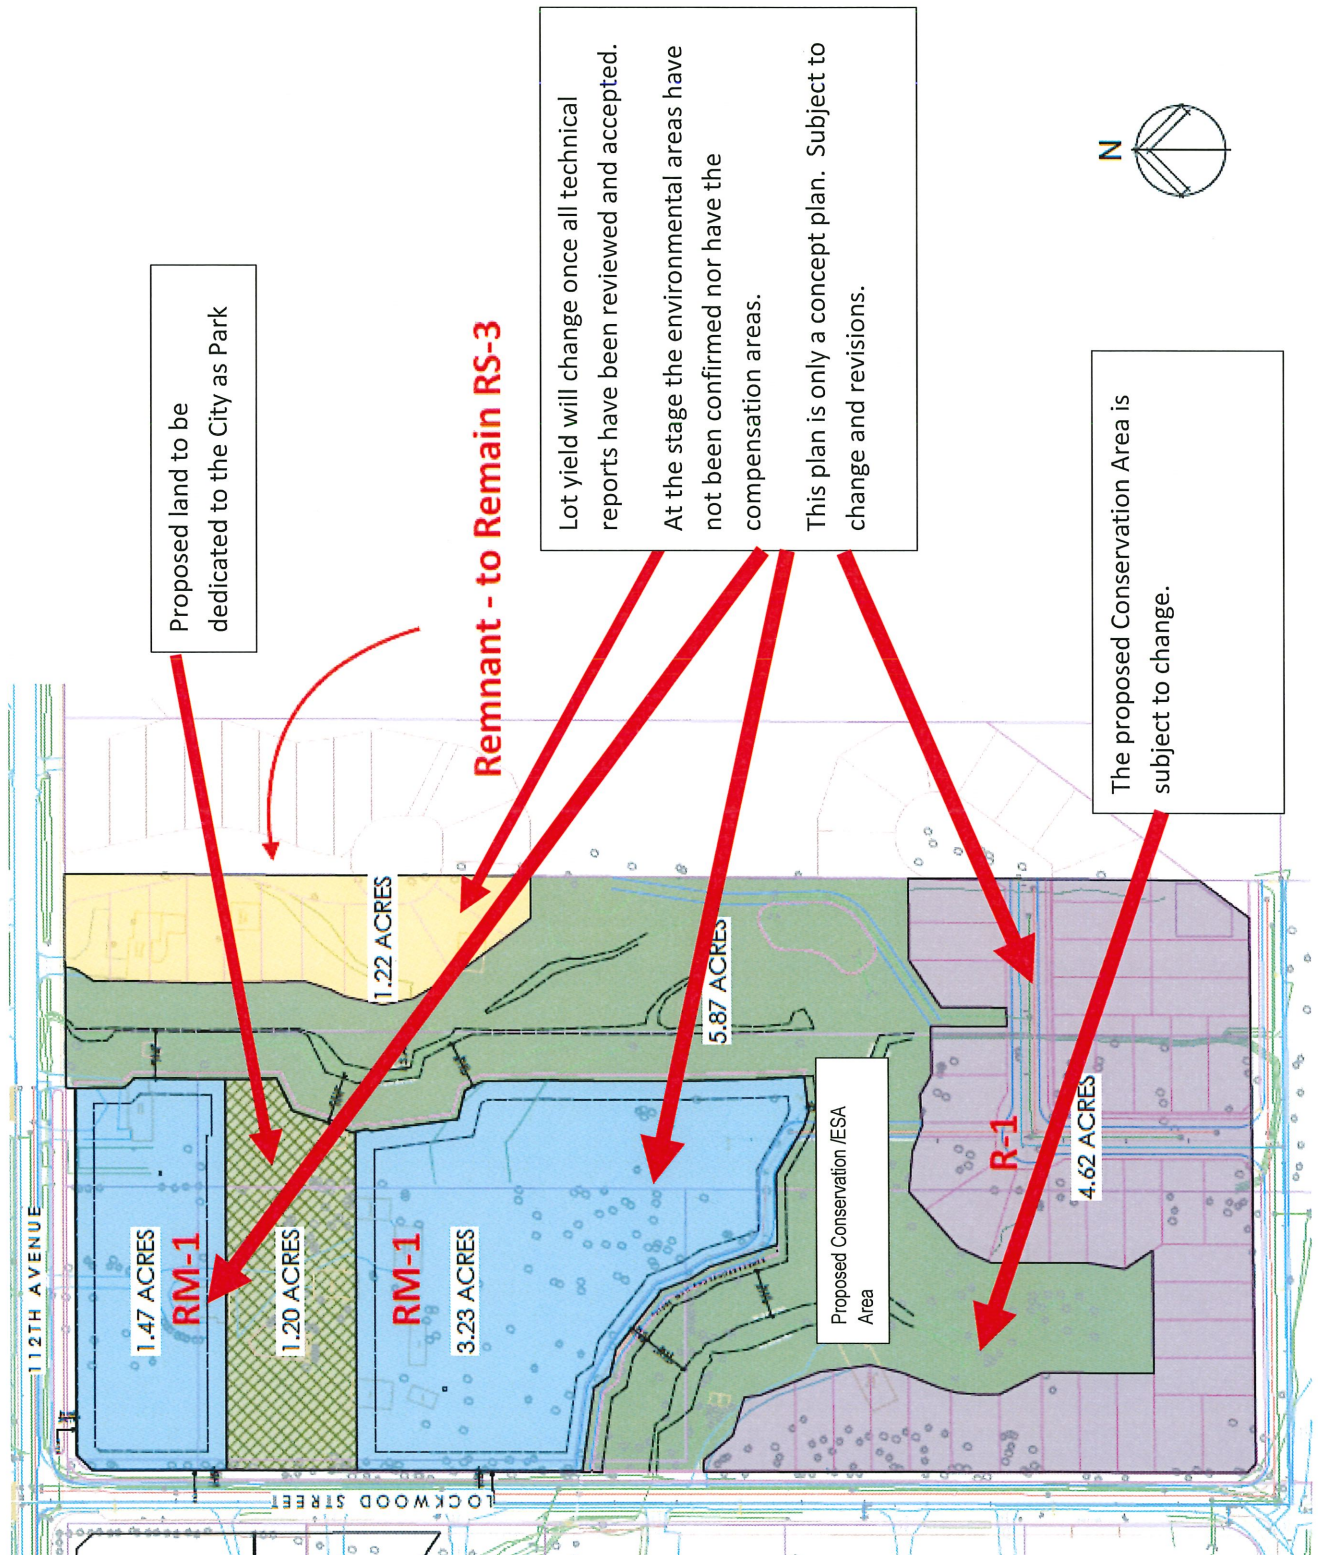 112TH AVENUE
LOCKWOOD STREET
1.47 ACRES
RM-1
1.20 ACRES
RM-1
3.23 ACRES
1.22 ACRES
5.87 ACRES
Proposed Conservation /ESA
Area
R-1
4.62 ACRES
Proposed land to be
dedicated to the City as Park
Remnant - to Remain RS-3
Lot yield will change once all technical
reports have been reviewed and accepted.
At the stage the environmental areas have
not been confirmed nor have the
compensation areas.
This plan is only a concept plan. Subject to
change and revisions.
The proposed Conservation Area is
subject to change.
N